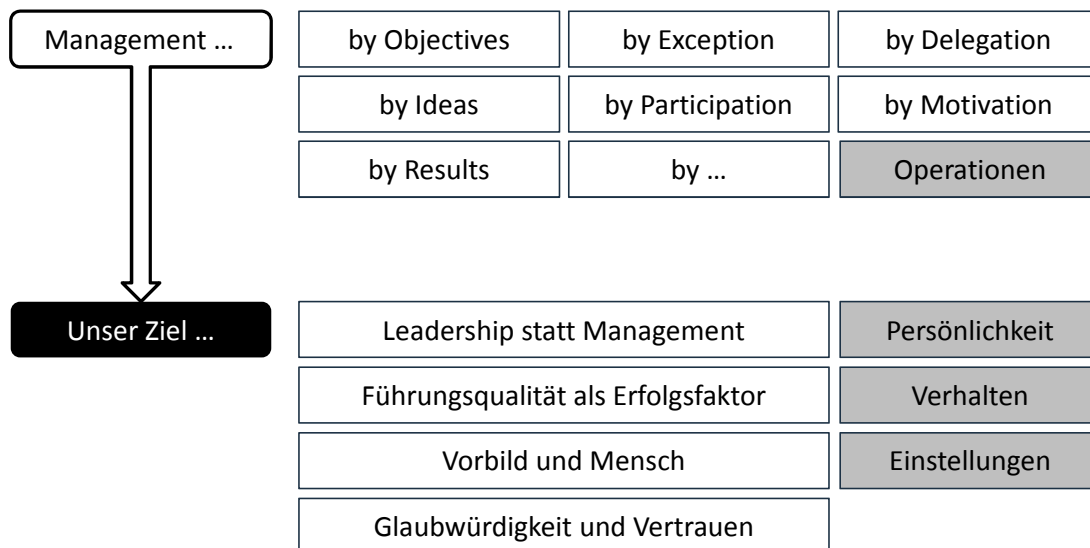 Management …
by Objectives
by Exception
by Delegation
by Ideas
by Participation
by Motivation
by Results
by …
Operationen
Unser Ziel …
Leadership statt Management
Persönlichkeit
Führungsqualität als Erfolgsfaktor
Verhalten
Vorbild und Mensch
Einstellungen
Glaubwürdigkeit und Vertrauen